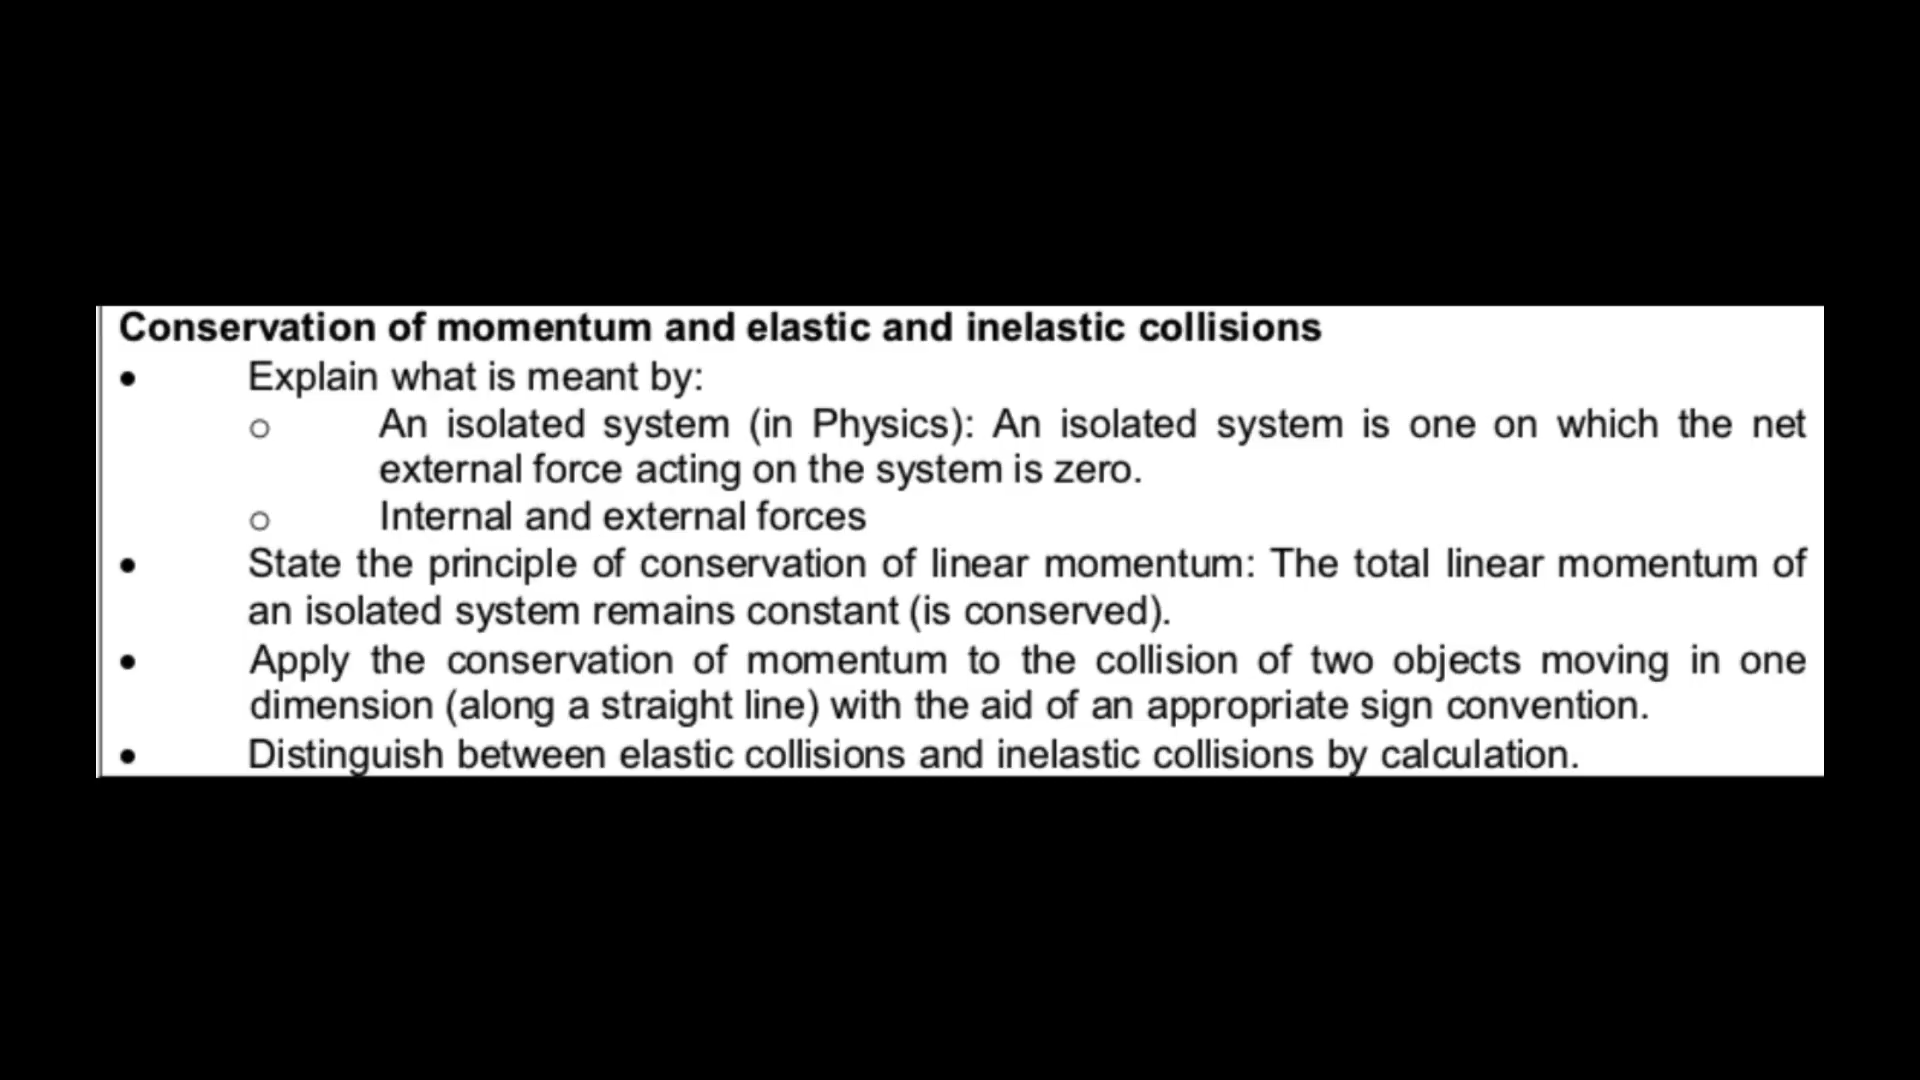 Conservation of momentum and elastic and inelastic collisions
• Explain what is meant by:
o An isolated system (in Physics): An isolated system is one on which the net
external force acting on the system is zero.
o Internal and external forces
• State the principle of conservation of linear momentum: The total linear momentum of
an isolated system remains constant (is conserved).
• Apply the conservation of momentum to the collision of two objects moving in one
dimension (along a straight line) with the aid of an appropriate sign convention.
• Distinguish between elastic collisions and inelastic collisions by calculation.